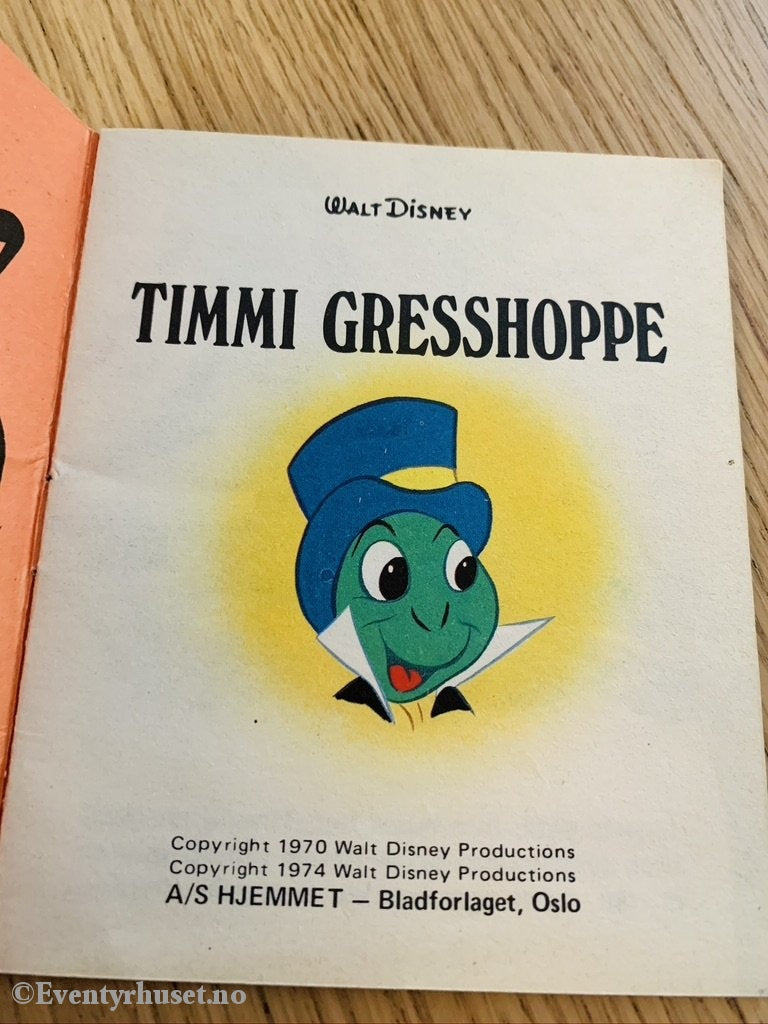 WALT DISNEY
TIMMI GRESSHOPPE
Copyright 1970 Walt Disney Productions
Copyright 1974 Walt Disney Productions
A/S HJEMMET – Bladforlaget, Oslo
©Eventyrhuset.no